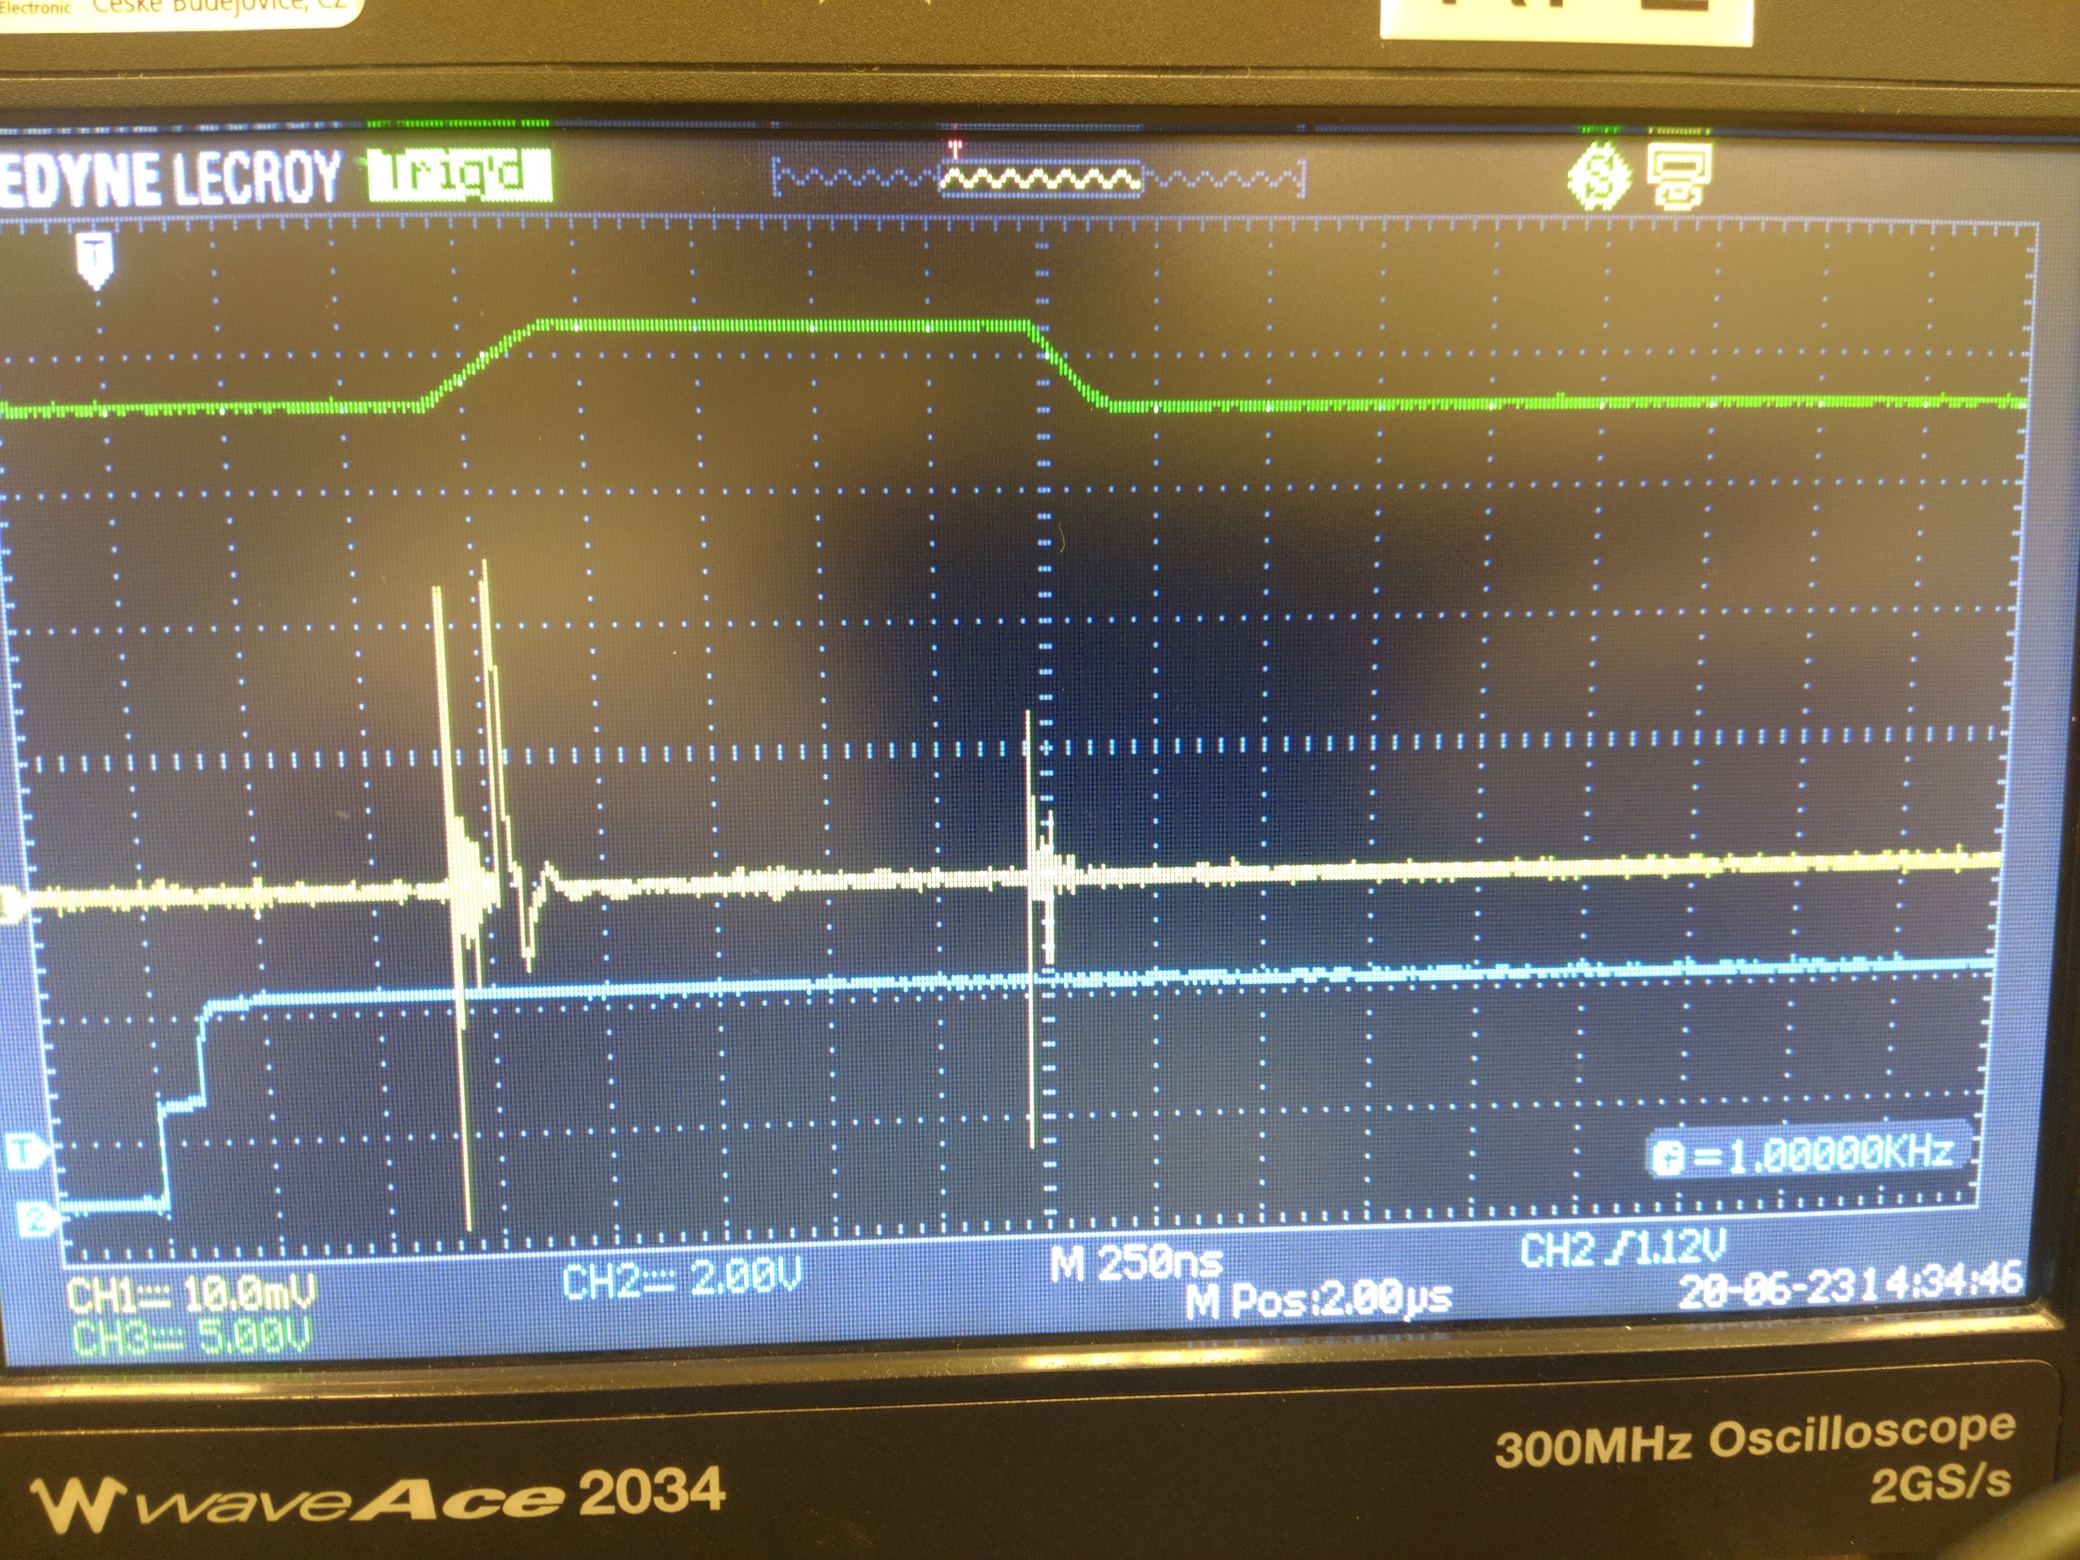 Electronic České Budějovice, CZ
EDYNE LECROY Trig'd
T
T
2
f =1.00000KHz
CH1 10.0mV CH2 2.00V M 250ns CH2 /1.12V
M Pos:2.00µs 20-06-23 14:34:46
CH3 5.00V
waveAce 2034
300MHz Oscilloscope
2GS/s